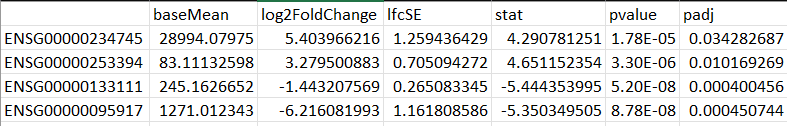 baseMean log2FoldChange lfcSE stat pvalue padj
ENSG00000234745 28994.07975 5.403966216 1.259436429 4.290781251 1.78E-05 0.034282687
ENSG00000253394 83.11132598 3.279500883 0.705094272 4.651152354 3.30E-06 0.010169269
ENSG00000133111 245.1626652 -1.443207569 0.265083345 -5.444353995 5.20E-08 0.000400456
ENSG00000095917 1271.012343 -6.216081993 1.161808586 -5.350349505 8.78E-08 0.000450744